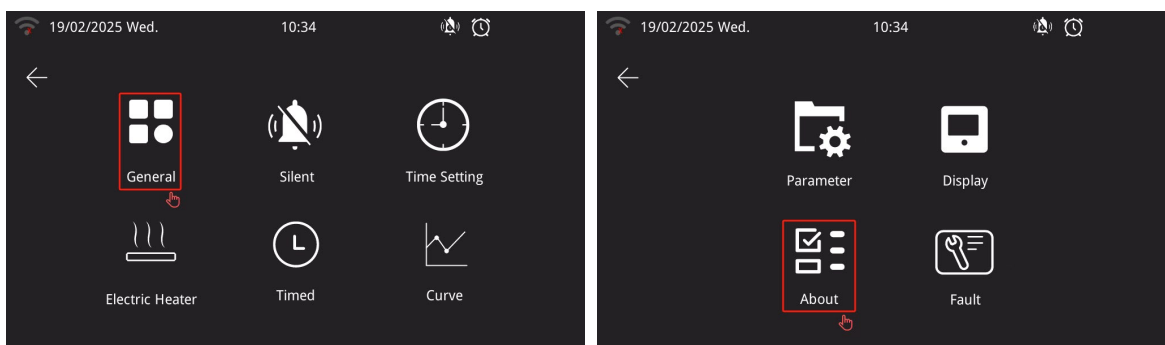 19/02/2025 Wed. 10:34
General Silent Time Setting
Electric Heater Timed Curve
19/02/2025 Wed. 10:34
Parameter Display
About Fault